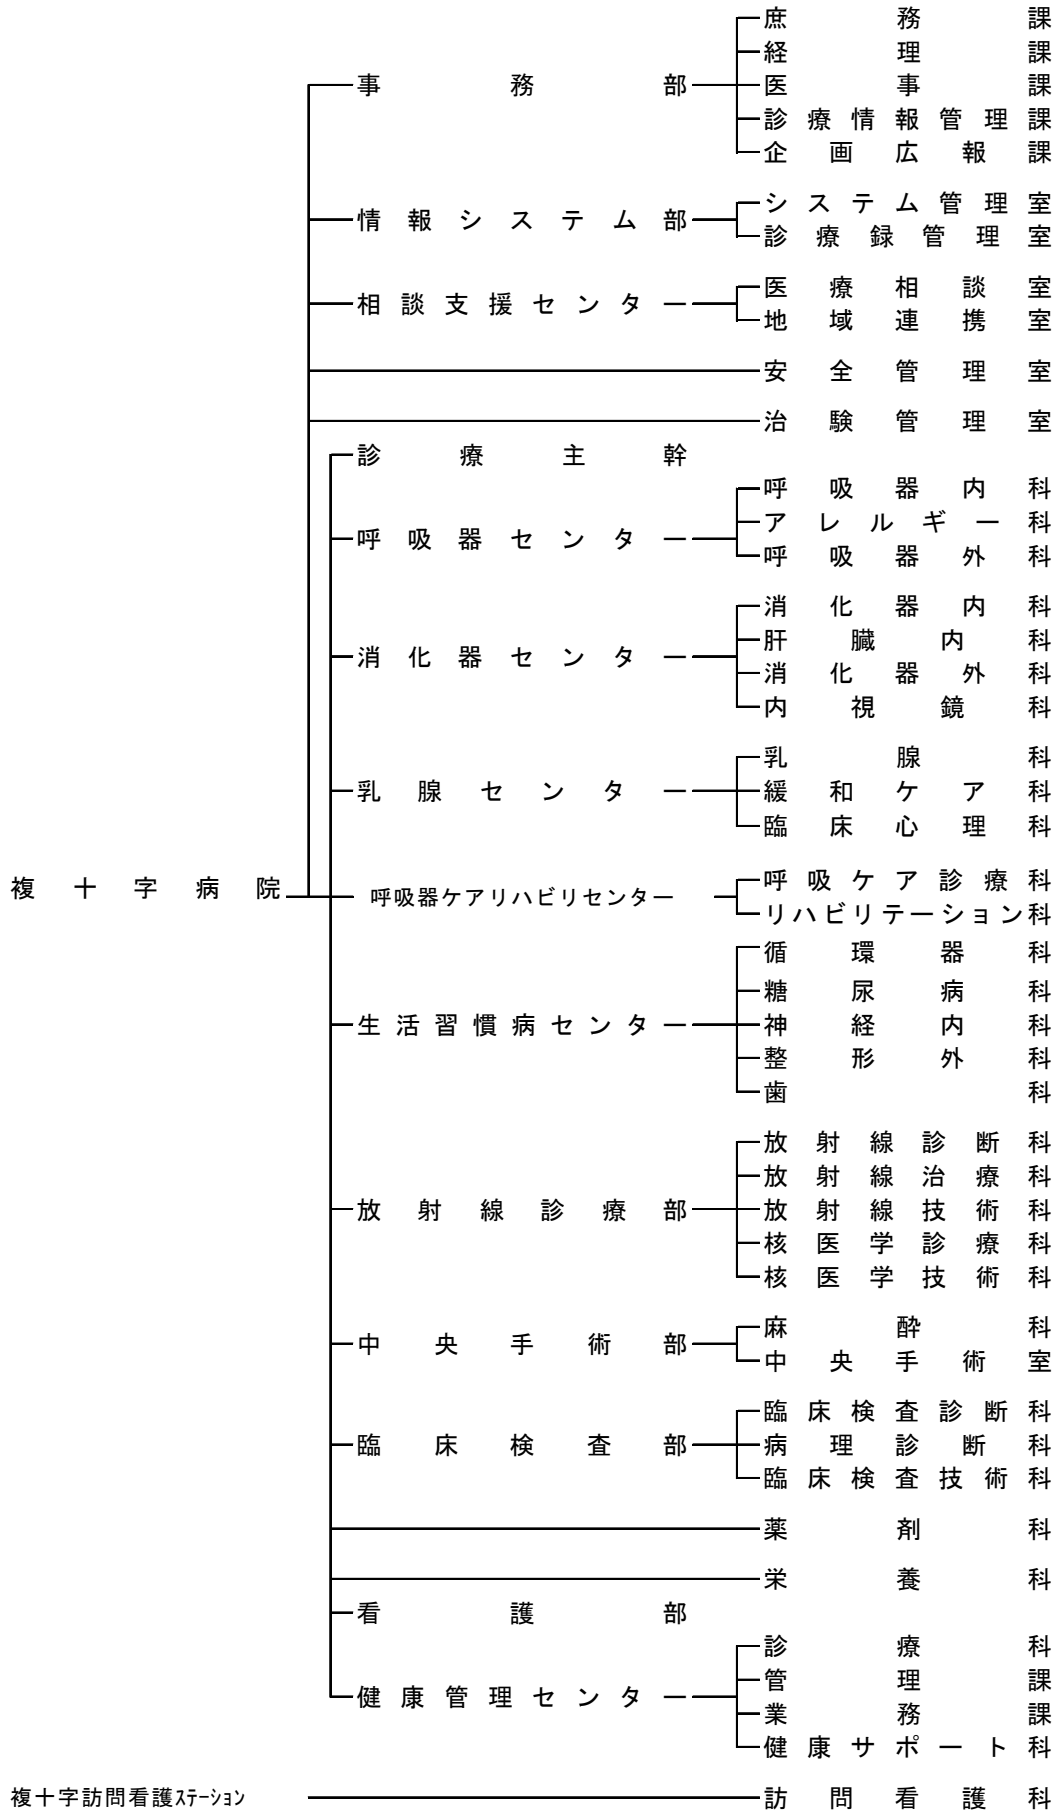 庶務課
経理課
事務部 医事課
診療情報管理課
企画広報課
システム管理室
情報システム部
診療録管理室
医療相談室
相談支援センター
地域連携室
安全管理室
治験管理室
診療主幹
呼吸器内科
アレルギー科
呼吸器センター
呼吸器外科
消化器内科
肝臓内科
消化器センター
消化器外科
内視鏡科
乳腺科
乳腺センター 緩和ケア科
臨床心理科
呼吸ケア診療科
複十字病院 呼吸器ケアリハビリセンター
リハビリテーション科
循環器科
糖尿病科
生活習慣病センター 神経内科
整形外科
歯科
放射線診断科
放射線治療科
放射線診療部 放射線技術科
核医学診療科
核医学技術科
麻酔科
中央手術部
中央手術室
臨床検査診断科
臨床検査部 病理診断科
臨床検査技術科
薬剤科
栄養科
看護部
診療科
管理課
健康管理センター
業務課
健康サポート科
複十字訪問看護ｽﾃｰｼｮﾝ 訪問看護科